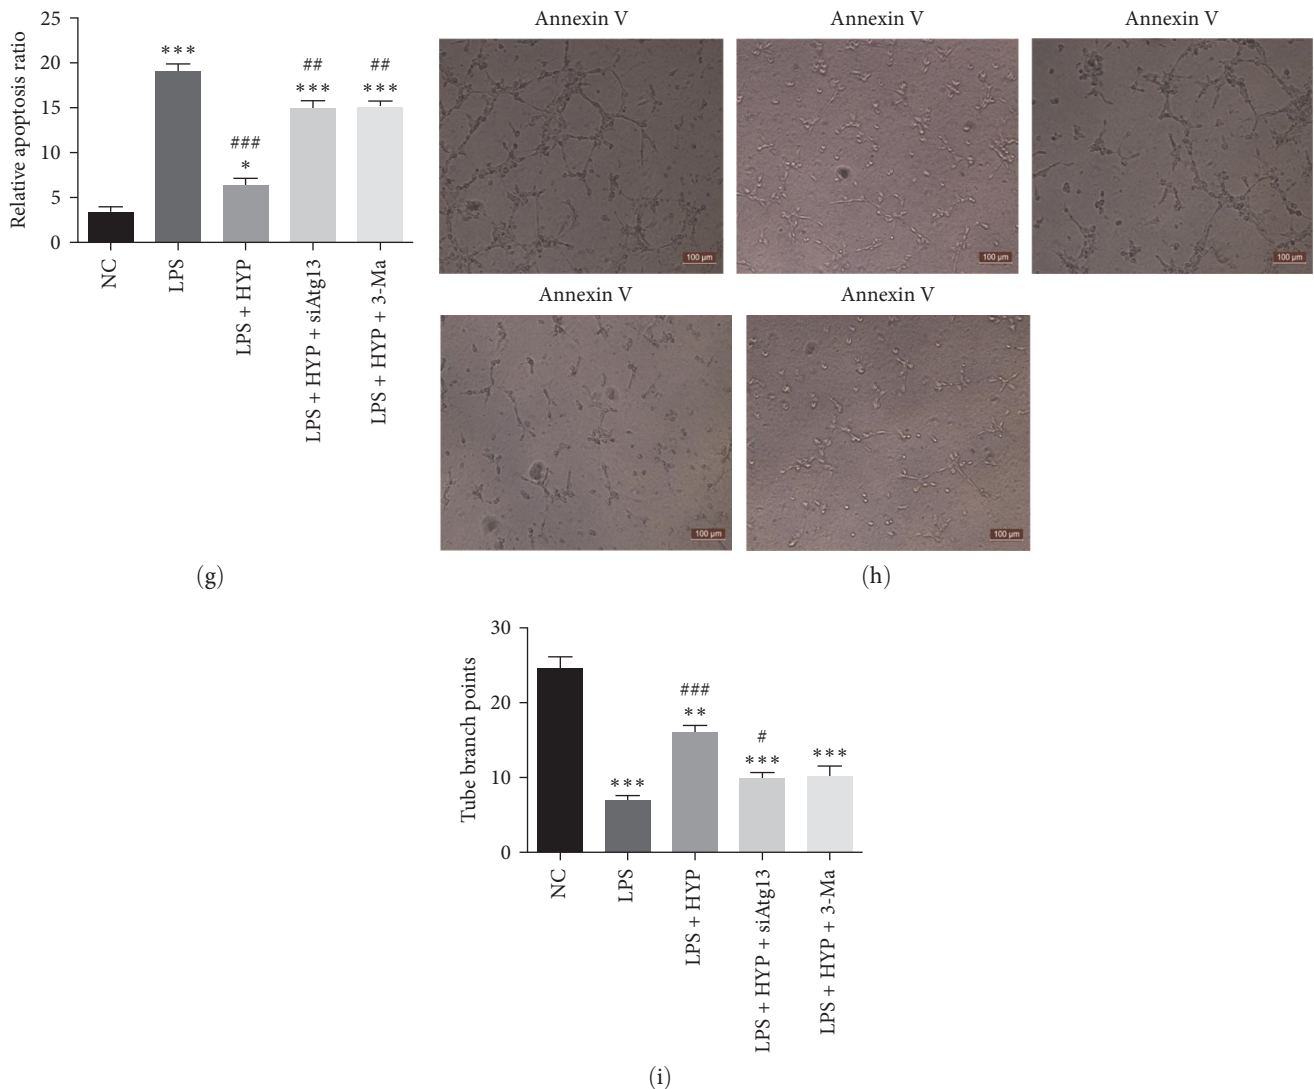 25
20
15
10
5
0
Relative apoptosis ratio
***
###
*
##
***
##
***
NC
LPS
LPS + HYP
LPS + HYP + siAtg13
LPS + HYP + 3-Ma
(g)
Annexin V
Annexin V
Annexin V
100 μm
100 μm
100 μm
Annexin V
Annexin V
100 μm
100 μm
(h)
30
20
10
0
Tube branch points
***
###
**
#
***
***
NC
LPS
LPS + HYP
LPS + HYP + siAtg13
LPS + HYP + 3-Ma
(i)